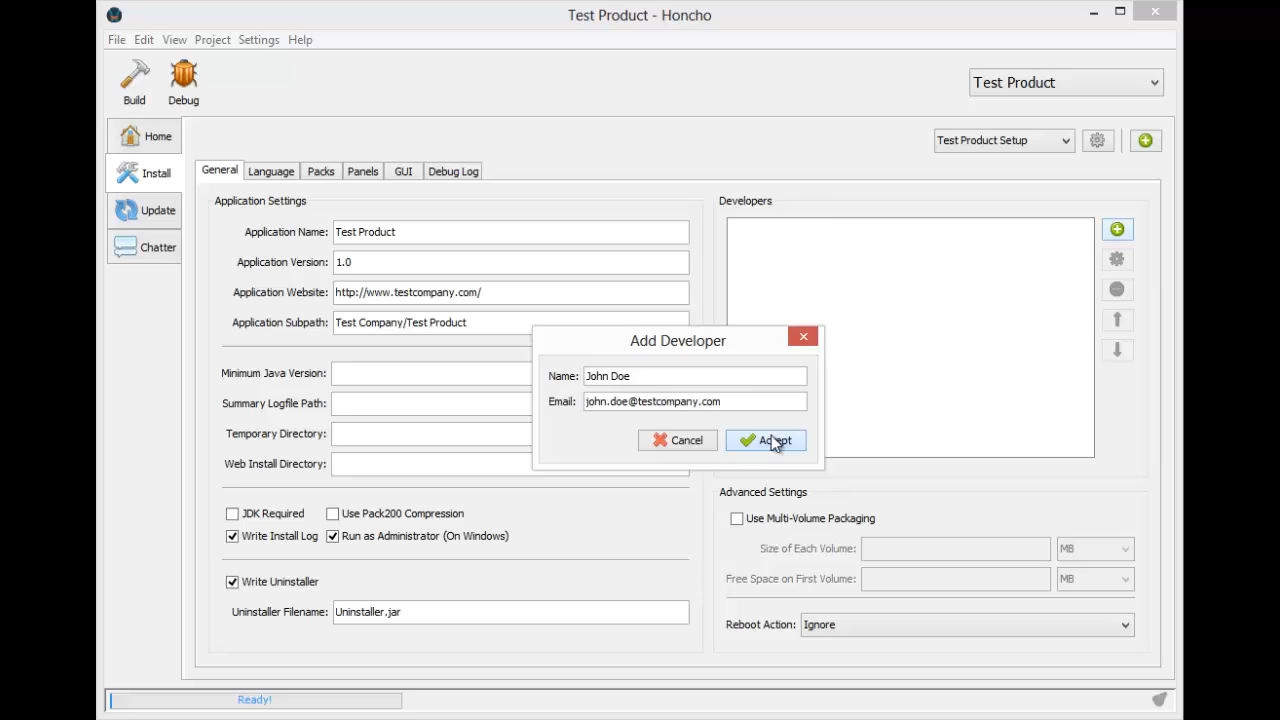 Test Product - Honcho
File Edit View Project Settings Help
Build Debug
Test Product
Home
Install
Update
Chatter
Test Product Setup
General Language Packs Panels GUI Debug Log
Application Settings
Application Name: Test Product
Application Version: 1.0
Application Website: http://www.testcompany.com/
Application Subpath: Test Company/Test Product
Minimum Java Version:
Summary Logfile Path:
Temporary Directory:
Web Install Directory:
JDK Required Use Pack200 Compression
Write Install Log Run as Administrator (On Windows)
Write Uninstaller
Uninstaller Filename: Uninstaller.jar
Developers
Add Developer
Name: John Doe
Email: john.doe@testcompany.com
Cancel Accept
Advanced Settings
Use Multi-Volume Packaging
Size of Each Volume: MB
Free Space on First Volume: MB
Reboot Action: Ignore
Ready!